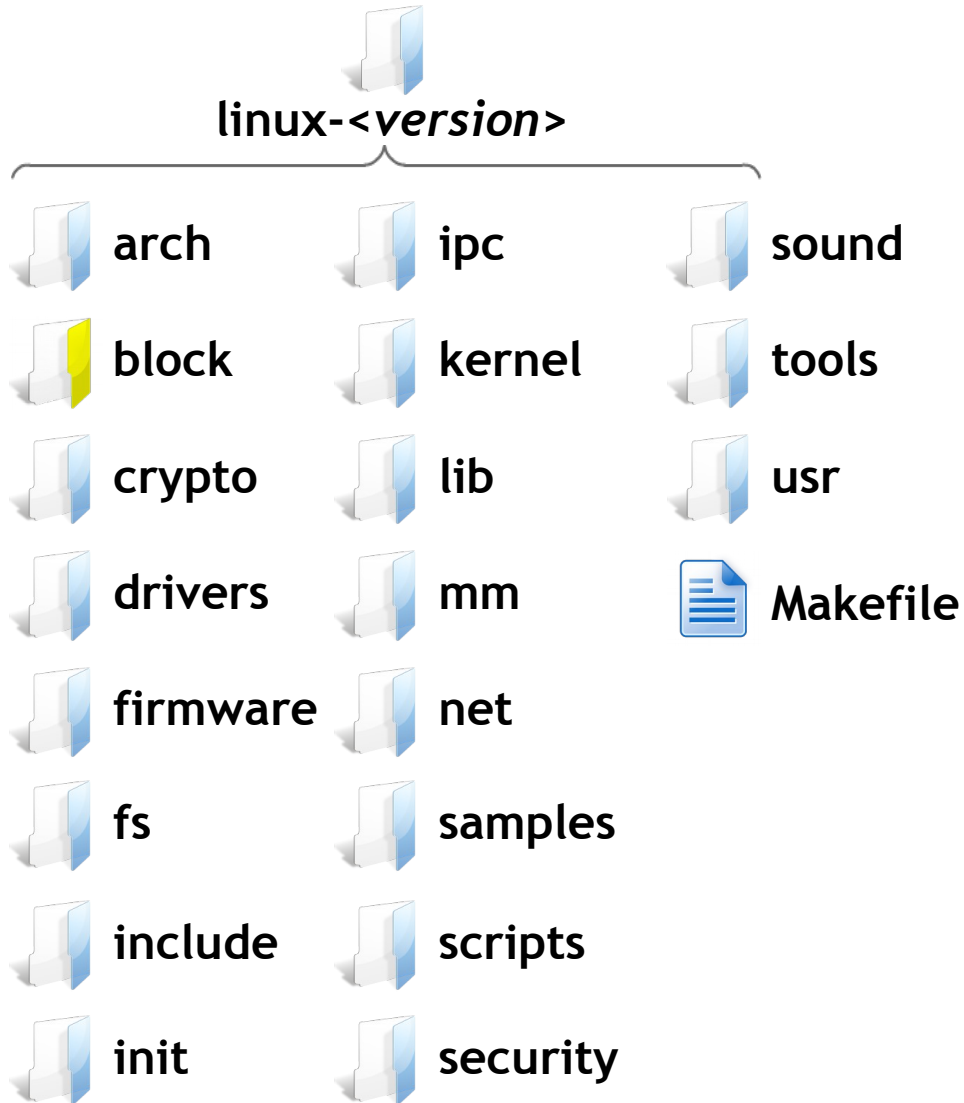 linux-<version>
arch
block
crypto
drivers
firmware
fs
include
init
ipc
kernel
lib
mm
net
samples
scripts
security
sound
tools
usr
Makefile